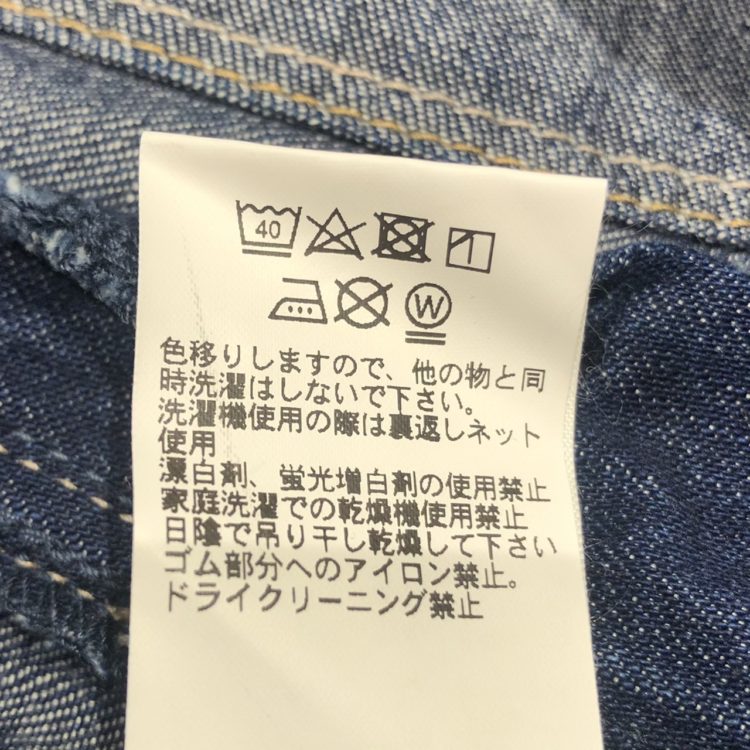 40
W
色移りしますので、他の物と同
時洗濯はしないで下さい。
洗濯機使用の際は裏返しネット
使用
漂白剤、蛍光増白剤の使用禁止
家庭洗濯での乾燥機使用禁止
日陰で吊り干し乾燥して下さい
ゴム部分へのアイロン禁止。
ドライクリーニング禁止